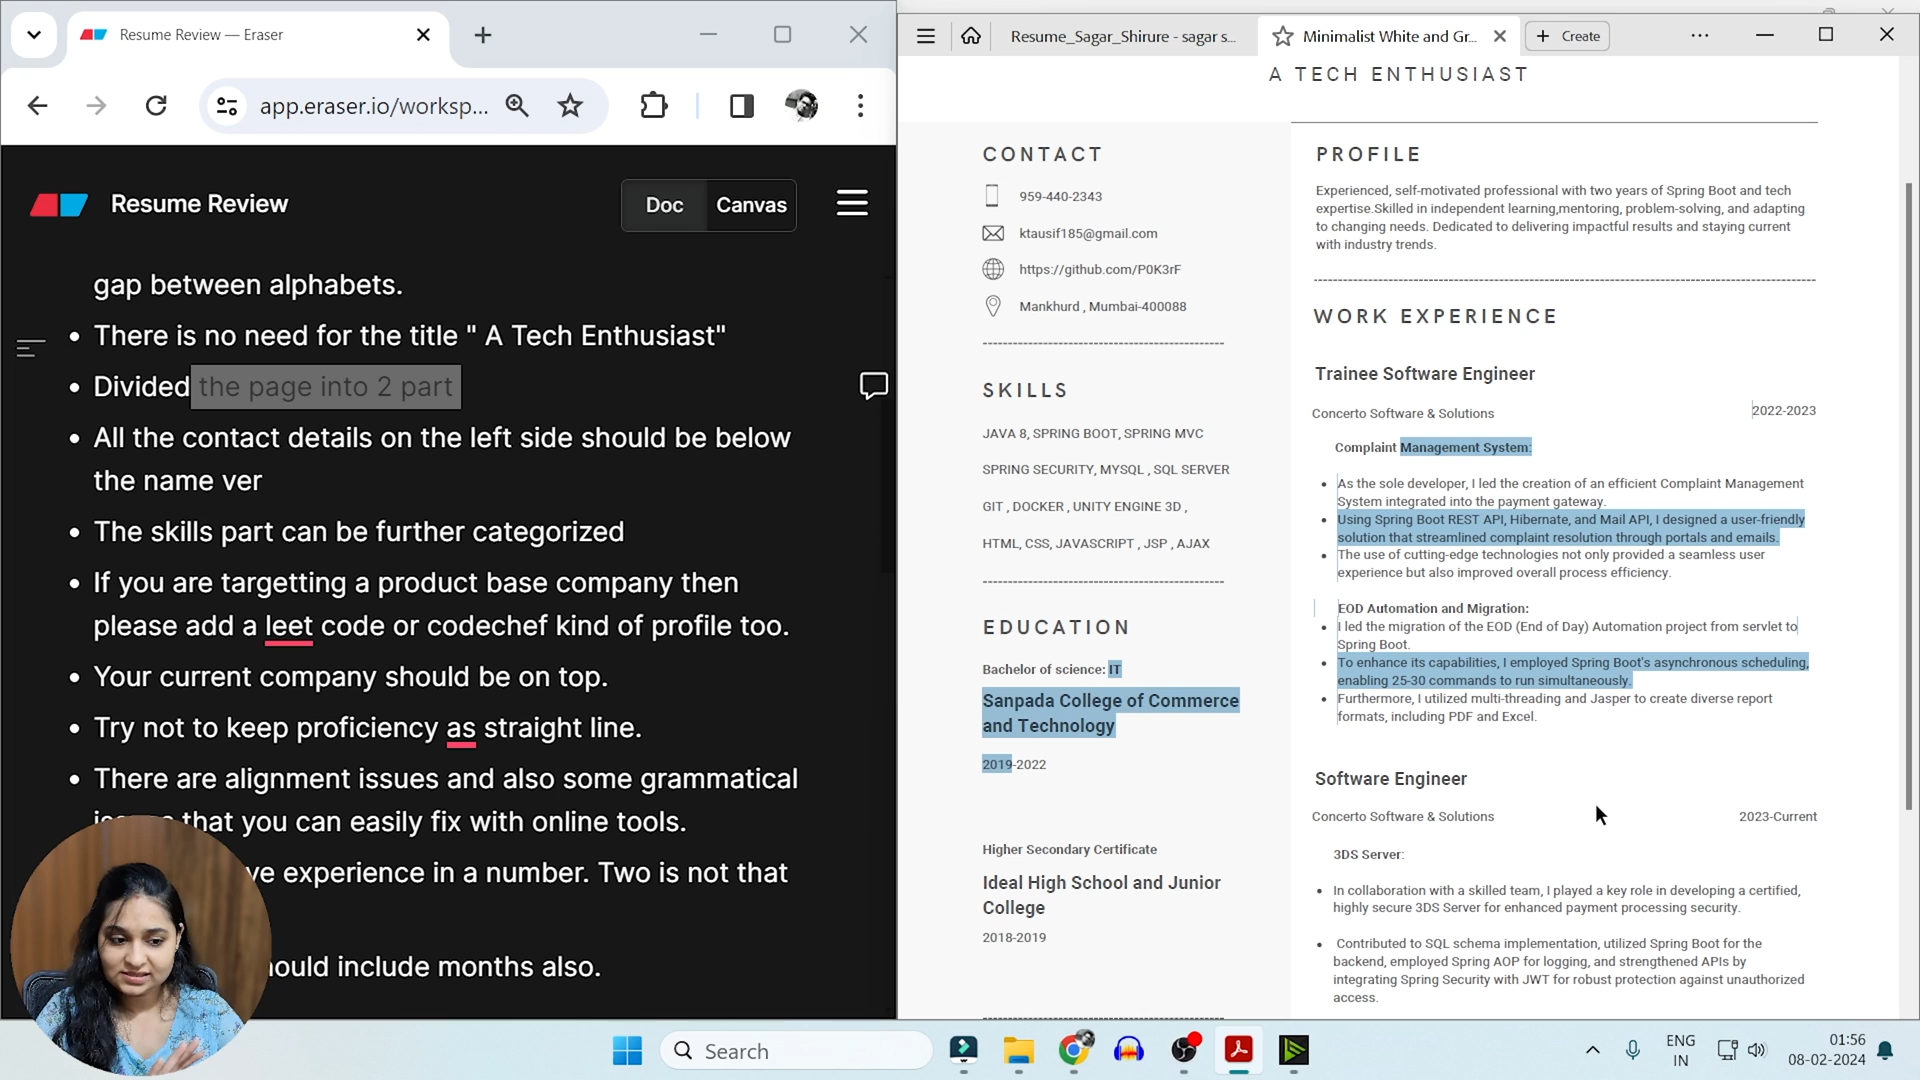 Resume Review — Eraser
app.eraser.io/worksp...
Resume Review
Doc
Canvas
gap between alphabets.
There is no need for the title " A Tech Enthusiast"
Divided the page into 2 part
All the contact details on the left side should be below
the name ver
The skills part can be further categorized
If you are targetting a product base company then
please add a leet code or codechef kind of profile too.
Your current company should be on top.
Try not to keep proficiency as straight line.
There are alignment issues and also some grammatical
that you can easily fix with online tools.
experience in a number. Two is not that
include months also.
Resume_Sagar_Shirure - sagar s...
Minimalist White and Gr...
Create
A TECH ENTHUSIAST
CONTACT
959-440-2343
ktausif185@gmail.com
https://github.com/P0K3rF
Mankhurd , Mumbai-400088
SKILLS
JAVA 8, SPRING BOOT, SPRING MVC
SPRING SECURITY, MYSQL , SQL SERVER
GIT , DOCKER , UNITY ENGINE 3D ,
HTML, CSS, JAVASCRIPT , JSP , AJAX
EDUCATION
Bachelor of science: IT
Sanpada College of Commerce
and Technology
2019-2022
Higher Secondary Certificate
Ideal High School and Junior
College
2018-2019
PROFILE
Experienced, self-motivated professional with two years of Spring Boot and tech
expertise.Skilled in independent learning,mentoring, problem-solving, and adapting
to changing needs. Dedicated to delivering impactful results and staying current
with industry trends.
WORK EXPERIENCE
Trainee Software Engineer
Concerto Software & Solutions
2022-2023
Complaint Management System:
As the sole developer, I led the creation of an efficient Complaint Management
System integrated into the payment gateway.
Using Spring Boot REST API, Hibernate, and Mail API, I designed a user-friendly
solution that streamlined complaint resolution through portals and emails.
The use of cutting-edge technologies not only provided a seamless user
experience but also improved overall process efficiency.
EOD Automation and Migration:
I led the migration of the EOD (End of Day) Automation project from servlet to
Spring Boot.
To enhance its capabilities, I employed Spring Boot's asynchronous scheduling,
enabling 25-30 commands to run simultaneously.
Furthermore, I utilized multi-threading and Jasper to create diverse report
formats, including PDF and Excel.
Software Engineer
Concerto Software & Solutions
2023-Current
3DS Server:
In collaboration with a skilled team, I played a key role in developing a certified,
highly secure 3DS Server for enhanced payment processing security.
Contributed to SQL schema implementation, utilized Spring Boot for the
backend, employed Spring AOP for logging, and strengthened APIs by
integrating Spring Security with JWT for robust protection against unauthorized
access.
Search
ENG
IN
01:56
08-02-2024